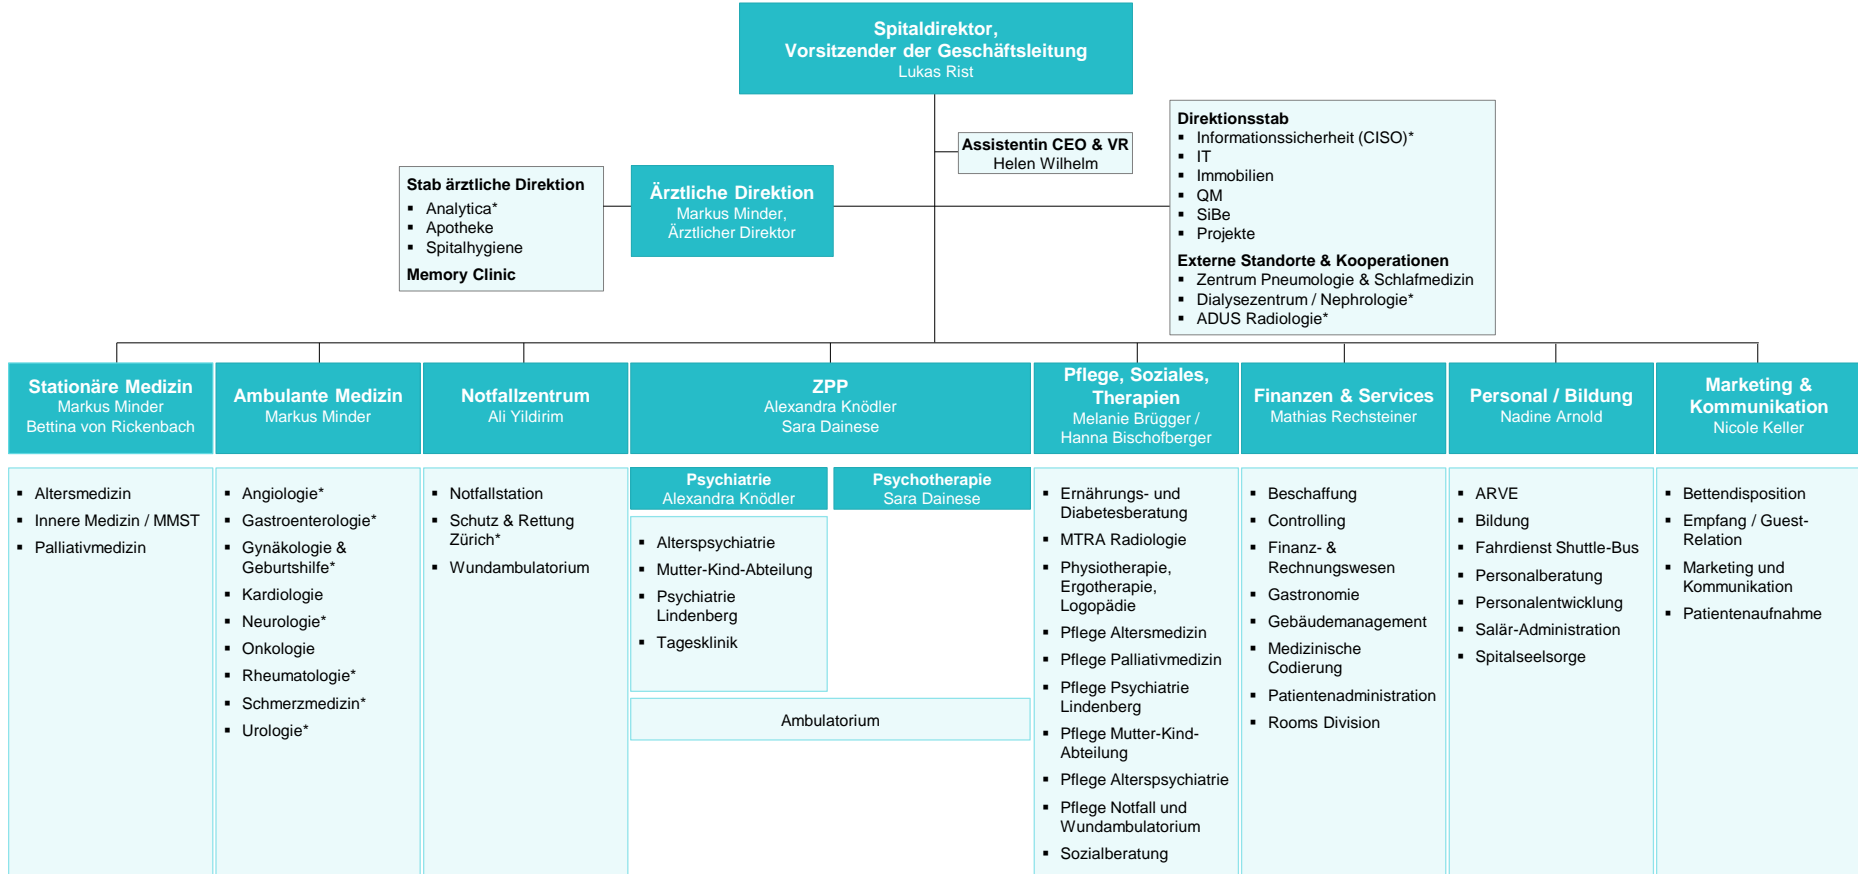 Spitaldirektor,
Vorsitzender der Geschäftsleitung
Lukas Rist
Assistentin CEO & VR
Helen Wilhelm
Direktionsstab
▪ Informationssicherheit (CISO)*
▪ IT
▪ Immobilien
▪ QM
▪ SiBe
▪ Projekte
Externe Standorte & Kooperationen
▪ Zentrum Pneumologie & Schlafmedizin
▪ Dialysezentrum / Nephrologie*
▪ ADUS Radiologie*
Stab ärztliche Direktion
▪ Analytica*
▪ Apotheke
▪ Spitalhygiene
Memory Clinic
Ärztliche Direktion
Markus Minder,
Ärztlicher Direktor
Stationäre Medizin
Markus Minder
Bettina von Rickenbach
▪ Altersmedizin
▪ Innere Medizin / MMST
▪ Palliativmedizin
Ambulante Medizin
Markus Minder
▪ Angiologie*
▪ Gastroenterologie*
▪ Gynäkologie &
Geburtshilfe*
▪ Kardiologie
▪ Neurologie*
▪ Onkologie
▪ Rheumatologie*
▪ Schmerzmedizin*
▪ Urologie*
Notfallzentrum
Ali Yildirim
▪ Notfallstation
▪ Schutz & Rettung
Zürich*
▪ Wundambulatorium
ZPP
Alexandra Knödler
Sara Dainese
Psychiatrie
Alexandra Knödler
▪ Alterspsychiatrie
▪ Mutter-Kind-Abteilung
▪ Psychiatrie
Lindenberg
▪ Tagesklinik
Psychotherapie
Sara Dainese
Ambulatorium
Pflege, Soziales,
Therapien
Melanie Brügger /
Hanna Bischofberger
▪ Ernährungs- und
Diabetesberatung
▪ MTRA Radiologie
▪ Physiotherapie,
Ergotherapie,
Logopädie
▪ Pflege Altersmedizin
▪ Pflege Palliativmedizin
▪ Pflege Psychiatrie
Lindenberg
▪ Pflege Mutter-Kind-
Abteilung
▪ Pflege Alterspsychiatrie
▪ Pflege Notfall und
Wundambulatorium
▪ Sozialberatung
Finanzen & Services
Mathias Rechsteiner
▪ Beschaffung
▪ Controlling
▪ Finanz- &
Rechnungswesen
▪ Gastronomie
▪ Gebäudemanagement
▪ Medizinische
Codierung
▪ Patientenadministration
▪ Rooms Division
Personal / Bildung
Nadine Arnold
▪ ARVE
▪ Bildung
▪ Fahrdienst Shuttle-Bus
▪ Personalberatung
▪ Personalentwicklung
▪ Salär-Administration
▪ Spitalseelsorge
Marketing &
Kommunikation
Nicole Keller
▪ Bettendisposition
▪ Empfang / Guest-
Relation
▪ Marketing und
Kommunikation
▪ Patientenaufnahme